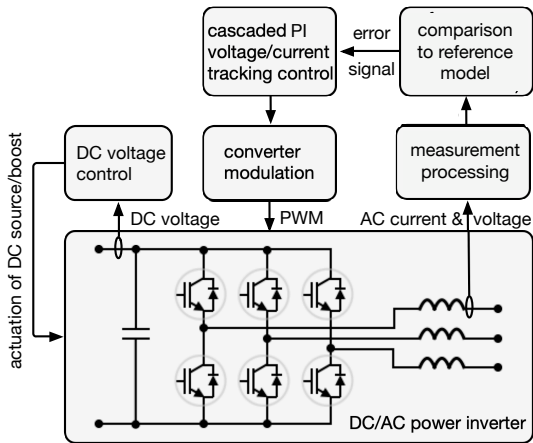 cascaded PI
voltage/current
tracking control
error
signal
comparison
to reference
model
DC voltage
control
converter
modulation
measurement
processing
actuation of DC source/boost
DC voltage
PWM
AC current & voltage
DC/AC power inverter